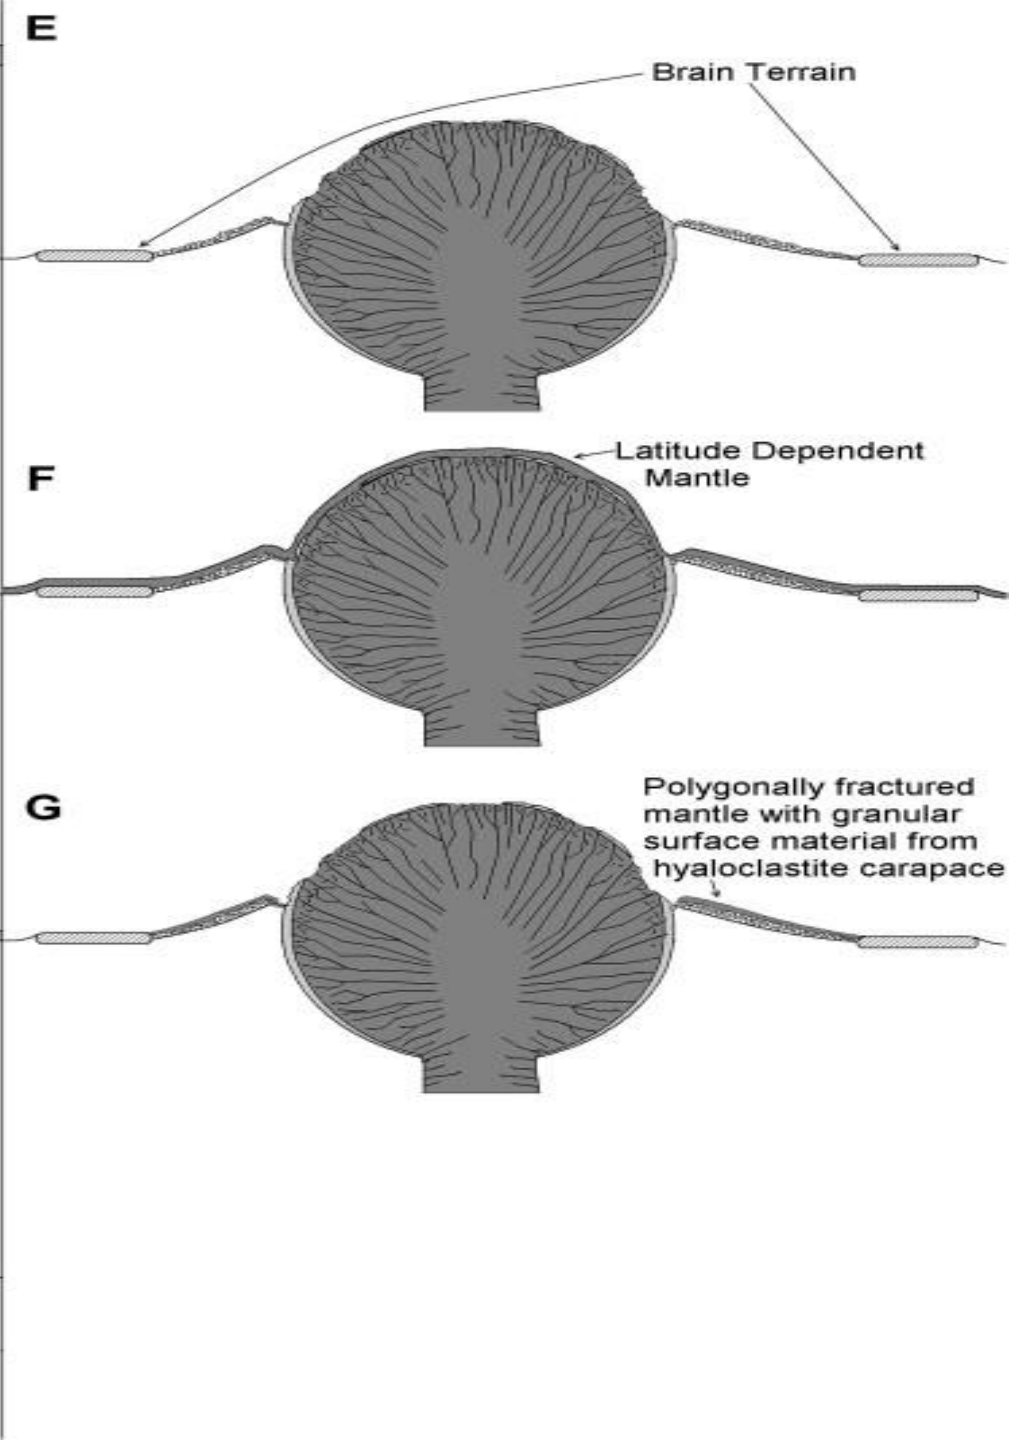 E
Brain Terrain
F
Latitude Dependent
Mantle
G
Polygonally fractured
mantle with granular
surface material from
hyaloclastite carapace